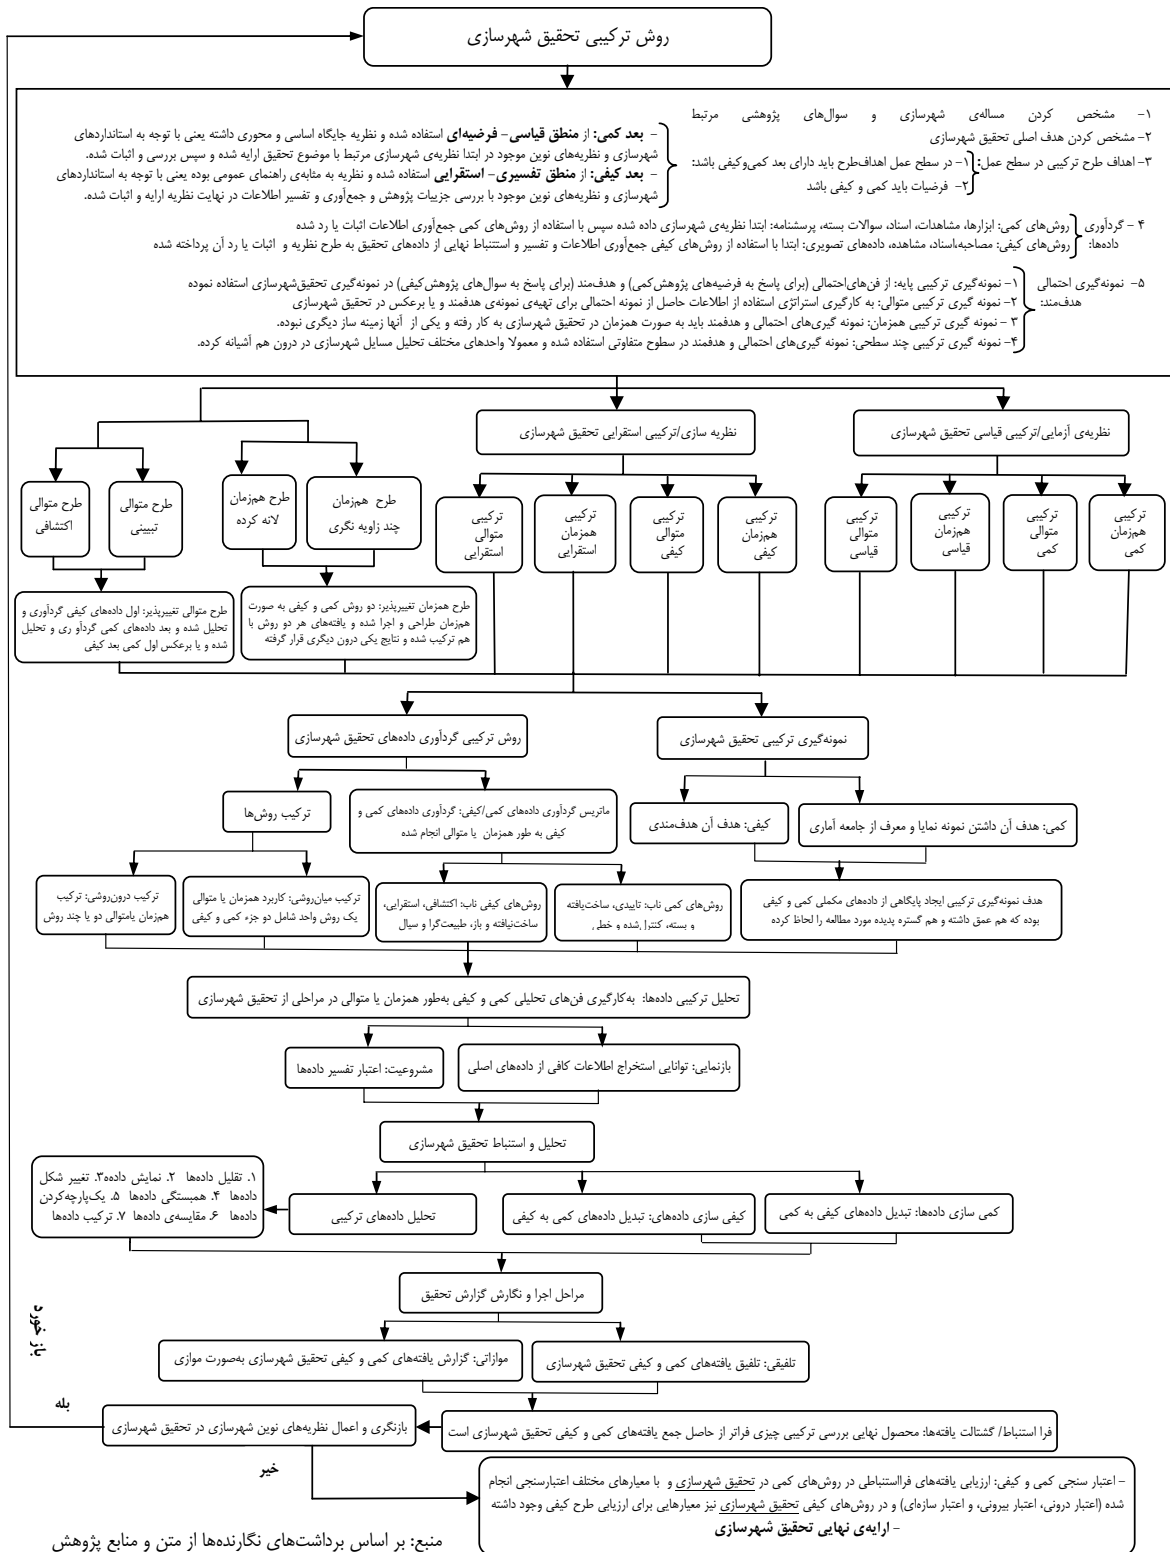 روش ترکیبی تحقیق شهرسازی
۱- مشخص کردن مساله‌ی شهرسازی و سوال‌های پژوهشی مرتبط
۲- مشخص کردن هدف اصلی تحقیق شهرسازی
۳- اهداف طرح ترکیبی در سطح عمل:
۱- در سطح عمل اهداف‌طرح باید دارای بعد کمی‌وکیفی باشد:
۲- فرضیات باید کمی و کیفی باشد
- بعد کمی: از منطق قیاسی- فرضیه‌ای استفاده شده و نظریه جایگاه اساسی و محوری داشته یعنی با توجه به استانداردهای
شهرسازی و نظریه‌های نوین موجود در ابتدا نظریه‌ی شهرسازی مرتبط با موضوع تحقیق ارایه شده و سپس بررسی و اثبات شده.
- بعد کیفی: از منطق تفسیری- استقرایی استفاده شده و نظریه به مثابه‌ی راهنمای عمومی بوده یعنی با توجه به استانداردهای
شهرسازی و نظریه‌های نوین موجود با بررسی جزییات پژوهش و جمع‌آوری و تفسیر اطلاعات در نهایت نظریه ارایه و اثبات شده.
۴ - گردآوری
داده‌ها:
روش‌های کمی: ابزارها، مشاهدات، اسناد، سوالات بسته، پرسشنامه: ابتدا نظریه‌ی شهرسازی داده شده سپس با استفاده از روش‌های کمی جمع‌آوری اطلاعات اثبات یا رد شده
روش‌های کیفی: مصاحبه،اسناد، مشاهده، داده‌های تصویری: ابتدا با استفاده از روش‌های کیفی جمع‌آوری اطلاعات و تفسیر و استتنباط نهایی از داده‌های تحقیق به طرح نظریه و اثبات یا رد آن پرداخته شده
۵- نمونه‌گیری احتمالی
هدف‌مند:
۱- نمونه‌گیری ترکیبی پایه: از فن‌های‌احتمالی (برای پاسخ به فرضیه‌های پژوهش‌کمی) و هدف‌مند (برای پاسخ به سوال‌های پژوهش‌کیفی) در نمونه‌گیری تحقیق‌شهرسازی استفاده نموده
۲- نمونه گیری ترکیبی متوالی: به کارگیری استراتژی استفاده از اطلاعات حاصل از نمونه احتمالی برای تهیه‌ی نمونه‌ی هدفمند و یا برعکس در تحقیق شهرسازی
۳ - نمونه گیری ترکیبی همزمان: نمونه گیری‌های احتمالی و هدفمند باید به صورت همزمان در تحقیق شهرسازی به کار رفته و یکی از آنها زمینه ساز دیگری نبوده.
۴- نمونه گیری ترکیبی چند سطحی: نمونه گیری‌های احتمالی و هدفمند در سطوح متفاوتی استفاده شده و معمولا واحدهای مختلف تحلیل مسایل شهرسازی در درون هم آشیانه کرده.
نظریه‌ی آزمایی/ترکیبی قیاسی تحقیق شهرسازی
نظریه سازی/ترکیبی استقرایی تحقیق شهرسازی
ترکیبی
هم‌زمان
کمی
ترکیبی
متوالی
کمی
ترکیبی
هم‌زمان
قیاسی
ترکیبی
متوالی
قیاسی
ترکیبی
هم‌زمان
کیفی
ترکیبی
متوالی
کیفی
ترکیبی
همزمان
استقرایی
ترکیبی
متوالی
استقرایی
طرح هم‌زمان
چند زاویه نگری
طرح هم‌زمان
لانه کرده
طرح متوالی
تبیینی
طرح متوالی
اکتشافی
طرح همزمان تغییرپذیر: دو روش کمی و کیفی به صورت
هم‌زمان طراحی و اجرا شده و یافته‌های هر دو روش با
هم ترکیب شده و نتایج یکی درون دیگری قرار گرفته
طرح متوالی تغییرپذیر: اول داده‌های کیفی گردآوری و
تحلیل شده و بعد داده‌های کمی گردآو ری و تحلیل
شده و یا برعکس اول کمی بعد کیفی
نمونه‌گیری ترکیبی تحقیق شهرسازی
روش ترکیبی گردآوری داده‌های تحقیق شهرسازی
کمی: هدف آن داشتن نمونه نمایا و معرف از جامعه آماری
کیفی: هدف آن هدف‌مندی
ماتریس گردآوری داده‌های کمی/کیفی: گردآوری داده‌های کمی و
کیفی به طور همزمان یا متوالی انجام شده
ترکیب روش‌ها
هدف نمونه‌گیری ترکیبی ایجاد پایگاهی از داده‌های مکملی کمی و کیفی
بوده که هم عمق داشته و هم گستره پدیده مورد مطالعه را لحاظ کرده
روش‌های کمی ناب: تاییدی، ساخت‌یافته
و بسته، کنترل‌شده و خطی
روش‌های کیفی ناب: اکتشافی، استقرایی،
ساخت‌نیافته و باز، طبیعت‌گرا و سیال
ترکیب میان‌روشی: کاربرد همزمان یا متوالی
یک روش واحد شامل دو جزء کمی و کیفی
ترکیب درون‌روشی: ترکیب
هم‌زمان یامتوالی دو یا چند روش
تحلیل ترکیبی داده‌ها: به‌کارگیری فن‌های تحلیلی کمی و کیفی به‌طور همزمان یا متوالی در مراحلی از تحقیق شهرسازی
بازنمایی: توانایی استخراج اطلاعات کافی از داده‌های اصلی
مشروعیت: اعتبار تفسیر داده‌ها
تحلیل و استنباط تحقیق شهرسازی
کمی سازی داده‌ها: تبدیل داده‌های کیفی به کمی
کیفی سازی داده‌های: تبدیل داده‌های کمی به کیفی
تحلیل داده‌های ترکیبی
۱. تقلیل داده‌ها ۲. نمایش داده‌ه۳. تغییر شکل
داده‌ها ۴. همبستگی داده‌ها ۵. یک‌پارچه‌کردن
داده‌ها ۶. مقایسه‌ی داده‌ها ۷. ترکیب داده‌ها
مراحل اجرا و نگارش گزارش تحقیق
تلفیقی: تلفیق یافته‌های کمی و کیفی تحقیق شهرسازی
موازاتی: گزارش یافته‌های کمی و کیفی تحقیق شهرسازی به‌صورت موازی
باز خورد
بله
فرا استنباط/ گشتالت یافته‌ها: محصول نهایی بررسی ترکیبی چیزی فراتر از حاصل جمع یافته‌های کمی و کیفی تحقیق شهرسازی است
بازنگری و اعمال نظریه‌های نوین شهرسازی در تحقیق شهرسازی
خیر
- اعتبار سنجی کمی و کیفی: ارزیابی یافته‌های فرااستنباطی در روش‌های کمی در تحقیق شهرسازی و با معیارهای مختلف اعتبارسنجی انجام
شده (اعتبار درونی، اعتبار بیرونی، و اعتبار سازه‌ای) و در روش‌های کیفی تحقیق شهرسازی نیز معیارهایی برای ارزیابی طرح کیفی وجود داشته
- ارایه‌ی نهایی تحقیق شهرسازی
منبع: بر اساس برداشت‌های نگارنده‌ها از متن و منابع پژوهش